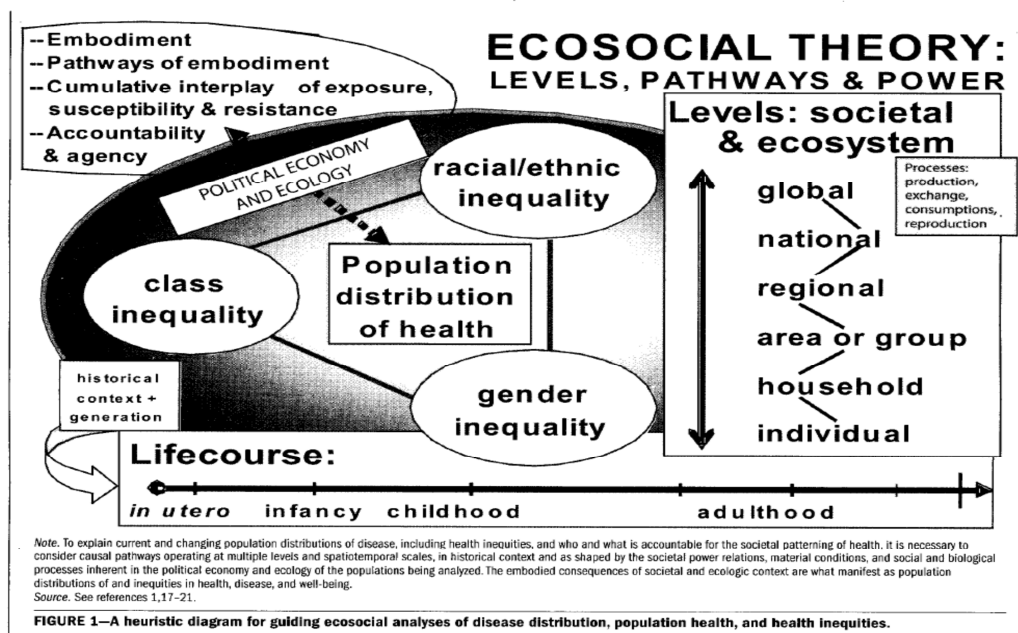 -- Embodiment
-- Pathways of embodiment
-- Cumulative interplay of exposure,
susceptibility & resistance
-- Accountability
& agency
ECOSOCIAL THEORY:
LEVELS, PATHWAYS & POWER
POLITICAL ECONOMY
AND ECOLOGY
racial/ethnic
inequality
class
inequality
Population
distribution
of health
gender
inequality
historical
context +
generation
Levels: societal
& ecosystem
global
national
regional
area or group
household
individual
Processes:
production,
exchange,
consumptions,
reproduction
Lifecourse:
in utero infancy childhood adulthood
Note. To explain current and changing population distributions of disease, including health inequities, and who and what is accountable for the societal patterning of health, it is necessary to
consider causal pathways operating at multiple levels and spatiotemporal scales, in historical context and as shaped by the societal power relations, material conditions, and social and biological
processes inherent in the political economy and ecology of the populations being analyzed. The embodied consequences of societal and ecologic context are what manifest as population
distributions of and inequities in health, disease, and well-being.
Source. See references 1,17–21.
FIGURE 1—A heuristic diagram for guiding ecosocial analyses of disease distribution, population health, and health inequities.